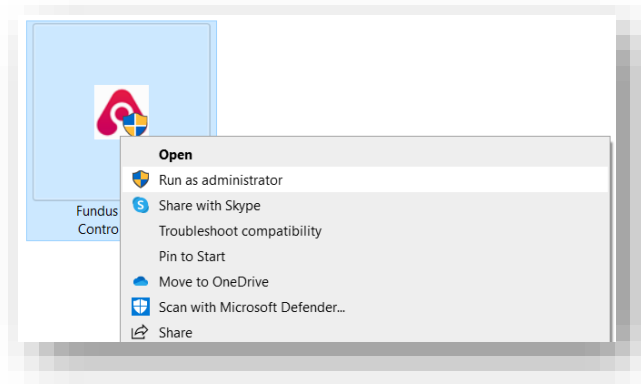 Open
Run as administrator
Fundus
Share with Skype
Contro
Troubleshoot compatibility
Pin to Start
Move to OneDrive
Scan with Microsoft Defender...
Share